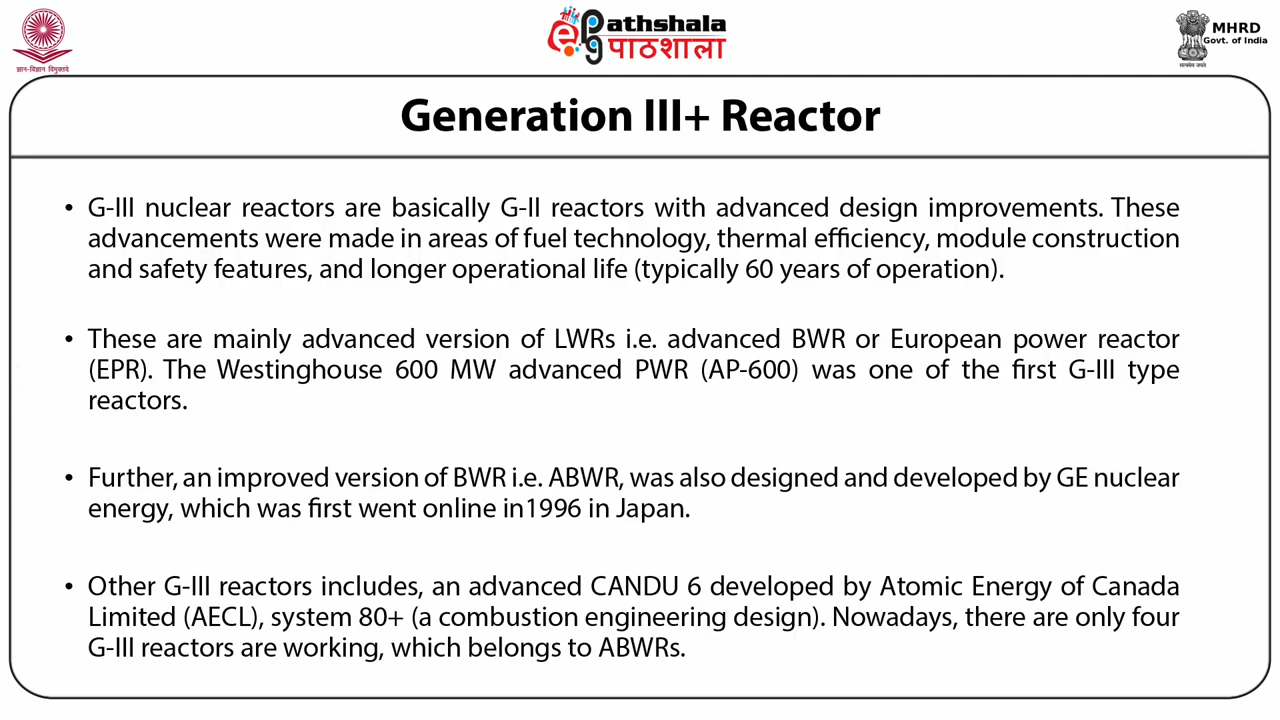 ज्ञान-विज्ञान विमुक्तये
ePathshala
पाठशाला
MHRD
Govt. of India
सत्यमेव जयते
Generation III+ Reactor
• G-III nuclear reactors are basically G-II reactors with advanced design improvements. These
advancements were made in areas of fuel technology, thermal efficiency, module construction
and safety features, and longer operational life (typically 60 years of operation).
• These are mainly advanced version of LWRs i.e. advanced BWR or European power reactor
(EPR). The Westinghouse 600 MW advanced PWR (AP-600) was one of the first G-III type
reactors.
• Further, an improved version of BWR i.e. ABWR, was also designed and developed by GE nuclear
energy, which was first went online in1996 in Japan.
• Other G-III reactors includes, an advanced CANDU 6 developed by Atomic Energy of Canada
Limited (AECL), system 80+ (a combustion engineering design). Nowadays, there are only four
G-III reactors are working, which belongs to ABWRs.